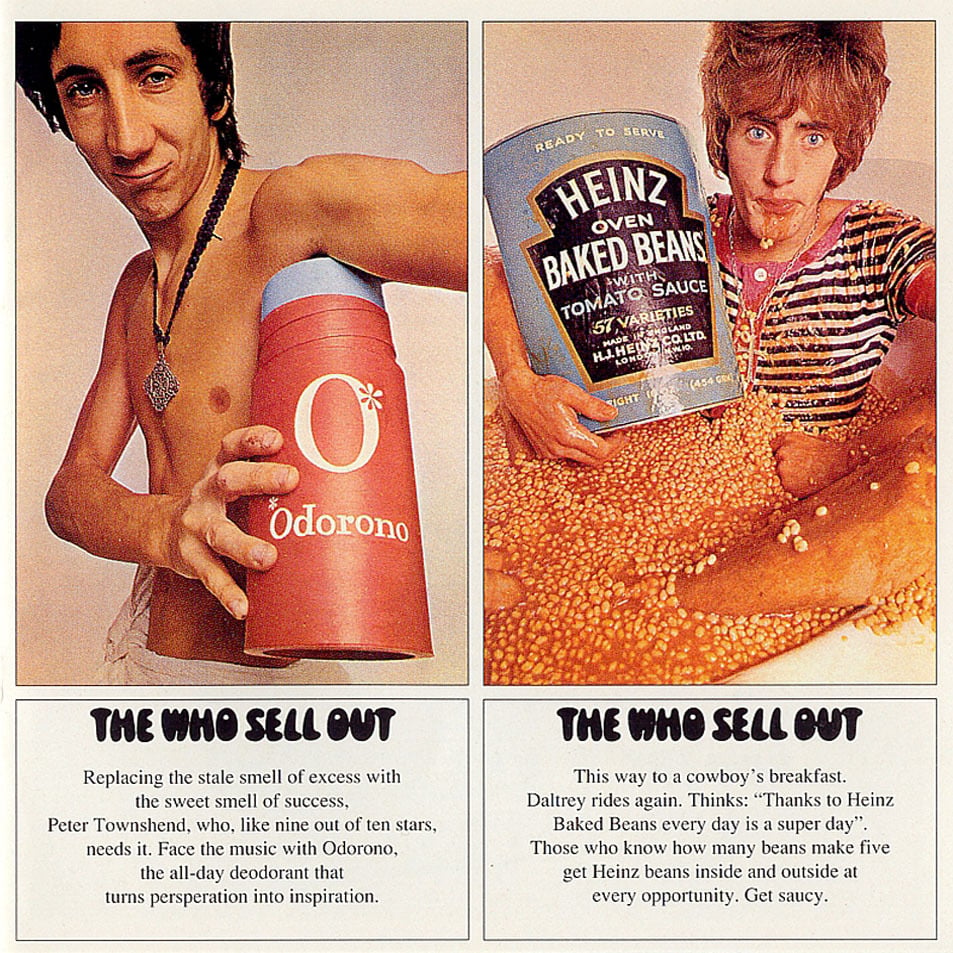 O*
*Odorono
READY TO SERVE
HEINZ
OVEN
BAKED BEANS
WITH
TOMATO SAUCE
57 VARIETIES
MADE IN ENGLAND
H.J. HEINZ CO. LTD.
LONDON N.W.10.
(454
THE WHO SELL OUT
Replacing the stale smell of excess with
the sweet smell of success,
Peter Townshend, who, like nine out of ten stars,
needs it. Face the music with Odorono,
the all-day deodorant that
turns persperation into inspiration.
THE WHO SELL OUT
This way to a cowboy’s breakfast.
Daltrey rides again. Thinks: “Thanks to Heinz
Baked Beans every day is a super day”.
Those who know how many beans make five
get Heinz beans inside and outside at
every opportunity. Get saucy.